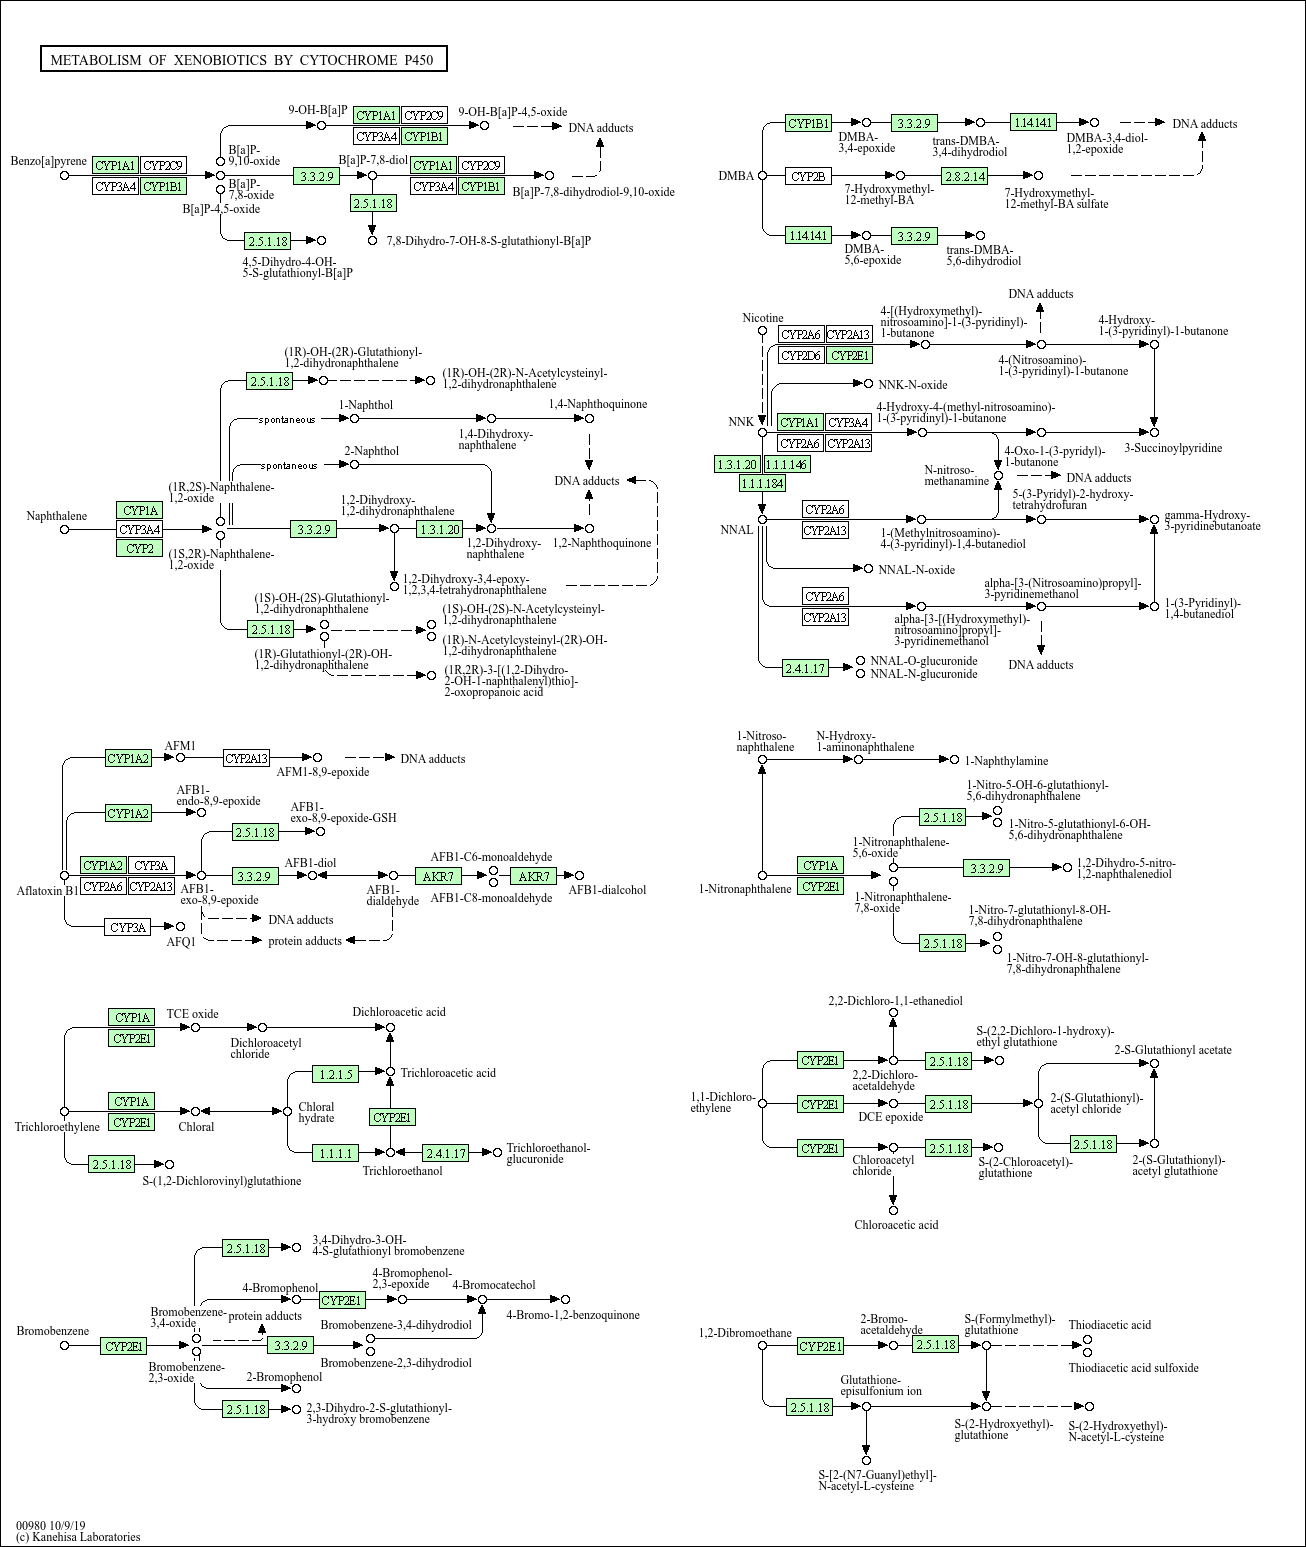 METABOLISM OF XENOBIOTICS BY CYTOCHROME P450
9-OH-B[a]P
CYP1A1
CYP2C9
CYP3A4
CYP1B1
9-OH-B[a]P-4,5-oxide
DNA adducts
Benzo[a]pyrene
CYP1A1
CYP2C9
CYP3A4
CYP1B1
B[a]P-
9,10-oxide
B[a]P-
7,8-oxide
B[a]P-4,5-oxide
3.3.2.9
B[a]P-7,8-diol
CYP1A1
CYP2C9
CYP3A4
CYP1B1
B[a]P-7,8-dihydrodiol-9,10-oxide
2.5.1.18
7,8-Dihydro-7-OH-8-S-glutathionyl-B[a]P
2.5.1.18
4,5-Dihydro-4-OH-
5-S-glutathionyl-B[a]P
DMBA
CYP1B1
DMBA-
3,4-epoxide
3.3.2.9
trans-DMBA-
3,4-dihydrodiol
1.14.14.1
DMBA-3,4-diol-
1,2-epoxide
DNA adducts
CYP2B
7-Hydroxymethyl-
12-methyl-BA
2.8.2.14
7-Hydroxymethyl-
12-methyl-BA sulfate
1.14.14.1
DMBA-
5,6-epoxide
3.3.2.9
trans-DMBA-
5,6-dihydrodiol
Naphthalene
CYP1A
CYP3A4
CYP2
(1R,2S)-Naphthalene-
1,2-oxide
(1S,2R)-Naphthalene-
1,2-oxide
2.5.1.18
(1R)-OH-(2R)-Glutathionyl-
1,2-dihydronaphthalene
(1R)-OH-(2R)-N-Acetylcysteinyl-
1,2-dihydronaphthalene
spontaneous
1-Naphthol
1,4-Dihydroxy-
naphthalene
1,4-Naphthoquinone
spontaneous
2-Naphthol
DNA adducts
3.3.2.9
1,2-Dihydroxy-
1,2-dihydronaphthalene
1.3.1.20
1,2-Dihydroxy-
naphthalene
1,2-Naphthoquinone
1,2-Dihydroxy-3,4-epoxy-
1,2,3,4-tetrahydronaphthalene
(1S)-OH-(2S)-Glutathionyl-
1,2-dihydronaphthalene
2.5.1.18
(1R)-Glutathionyl-(2R)-OH-
1,2-dihydronaphthalene
(1S)-OH-(2S)-N-Acetylcysteinyl-
1,2-dihydronaphthalene
(1R)-N-Acetylcysteinyl-(2R)-OH-
1,2-dihydronaphthalene
(1R,2R)-3-[(1,2-Dihydro-
2-OH-1-naphthalenyl)thio]-
2-oxopropanoic acid
Nicotine
CYP2A6
CYP2A13
CYP2D6
CYP2E1
4-[(Hydroxymethyl)-
nitrosoamino]-1-(3-pyridinyl)-
1-butanone
DNA adducts
4-(Nitrosoamino)-
1-(3-pyridinyl)-1-butanone
4-Hydroxy-
1-(3-pyridinyl)-1-butanone
NNK-N-oxide
NNK
CYP1A1
CYP3A4
CYP2A6
CYP2A13
4-Hydroxy-4-(methyl-nitrosoamino)-
1-(3-pyridinyl)-1-butanone
4-Oxo-1-(3-pyridyl)-
1-butanone
3-Succinoylpyridine
1.3.1.20
1.1.1.146
1.1.1.184
N-nitroso-
methanamine
DNA adducts
NNAL
CYP2A6
CYP2A13
1-(Methylnitrosoamino)-
4-(3-pyridinyl)-1,4-butanediol
5-(3-Pyridyl)-2-hydroxy-
tetrahydrofuran
gamma-Hydroxy-
3-pyridinebutanoate
NNAL-N-oxide
CYP2A6
CYP2A13
alpha-[3-[(Hydroxymethyl)-
nitrosoamino]propyl]-
3-pyridinemethanol
alpha-[3-(Nitrosoamino)propyl]-
3-pyridinemethanol
1-(3-Pyridinyl)-
1,4-butanediol
DNA adducts
2.4.1.17
NNAL-O-glucuronide
NNAL-N-glucuronide
Aflatoxin B1
CYP1A2
AFM1
CYP2A13
AFM1-8,9-epoxide
DNA adducts
CYP1A2
AFB1-
endo-8,9-epoxide
CYP1A2
CYP3A
CYP2A6
CYP2A13
AFB1-
exo-8,9-epoxide
2.5.1.18
AFB1-
exo-8,9-epoxide-GSH
3.3.2.9
AFB1-diol
AFB1-
dialdehyde
AKR7
AFB1-C6-monoaldehyde
AFB1-C8-monoaldehyde
AKR7
AFB1-dialcohol
CYP3A
AFQ1
DNA adducts
protein adducts
1-Nitroso-
naphthalene
N-Hydroxy-
1-aminonaphthalene
1-Naphthylamine
1-Nitronaphthalene
CYP1A
CYP2E1
1-Nitronaphthalene-
5,6-oxide
1-Nitronaphthalene-
7,8-oxide
2.5.1.18
1-Nitro-5-OH-6-glutathionyl-
5,6-dihydronaphthalene
1-Nitro-5-glutathionyl-6-OH-
5,6-dihydronaphthalene
3.3.2.9
1,2-Dihydro-5-nitro-
1,2-naphthalenediol
2.5.1.18
1-Nitro-7-glutathionyl-8-OH-
7,8-dihydronaphthalene
1-Nitro-7-OH-8-glutathionyl-
7,8-dihydronaphthalene
Trichloroethylene
CYP1A
CYP2E1
TCE oxide
Dichloroacetyl
chloride
Dichloroacetic acid
CYP1A
CYP2E1
Chloral
Chloral
hydrate
1.2.1.5
Trichloroacetic acid
CYP2E1
1.1.1.1
Trichloroethanol
2.4.1.17
Trichloroethanol-
glucuronide
2.5.1.18
S-(1,2-Dichlorovinyl)glutathione
1,1-Dichloro-
ethylene
2,2-Dichloro-1,1-ethanediol
CYP2E1
2,2-Dichloro-
acetaldehyde
2.5.1.18
S-(2,2-Dichloro-1-hydroxy)-
ethyl glutathione
CYP2E1
DCE epoxide
2.5.1.18
2-(S-Glutathionyl)-
acetyl chloride
2-S-Glutathionyl acetate
2.5.1.18
2-(S-Glutathionyl)-
acetyl glutathione
CYP2E1
Chloroacetyl
chloride
2.5.1.18
S-(2-Chloroacetyl)-
glutathione
Chloroacetic acid
Bromobenzene
CYP2E1
Bromobenzene-
3,4-oxide
Bromobenzene-
2,3-oxide
2.5.1.18
3,4-Dihydro-3-OH-
4-S-glutathionyl bromobenzene
4-Bromophenol
CYP2E1
4-Bromophenol-
2,3-epoxide
4-Bromocatechol
4-Bromo-1,2-benzoquinone
protein adducts
3.3.2.9
Bromobenzene-3,4-dihydrodiol
Bromobenzene-2,3-dihydrodiol
2-Bromophenol
2.5.1.18
2,3-Dihydro-2-S-glutathionyl-
3-hydroxy bromobenzene
1,2-Dibromoethane
CYP2E1
2-Bromo-
acetaldehyde
2.5.1.18
S-(Formylmethyl)-
glutathione
Thiodiacetic acid
Thiodiacetic acid sulfoxide
2.5.1.18
Glutathione-
episulfonium ion
S-(2-Hydroxyethyl)-
glutathione
S-(2-Hydroxyethyl)-
N-acetyl-L-cysteine
S-[2-(N7-Guanyl)ethyl]-
N-acetyl-L-cysteine
00980 10/9/19
(c) Kanehisa Laboratories